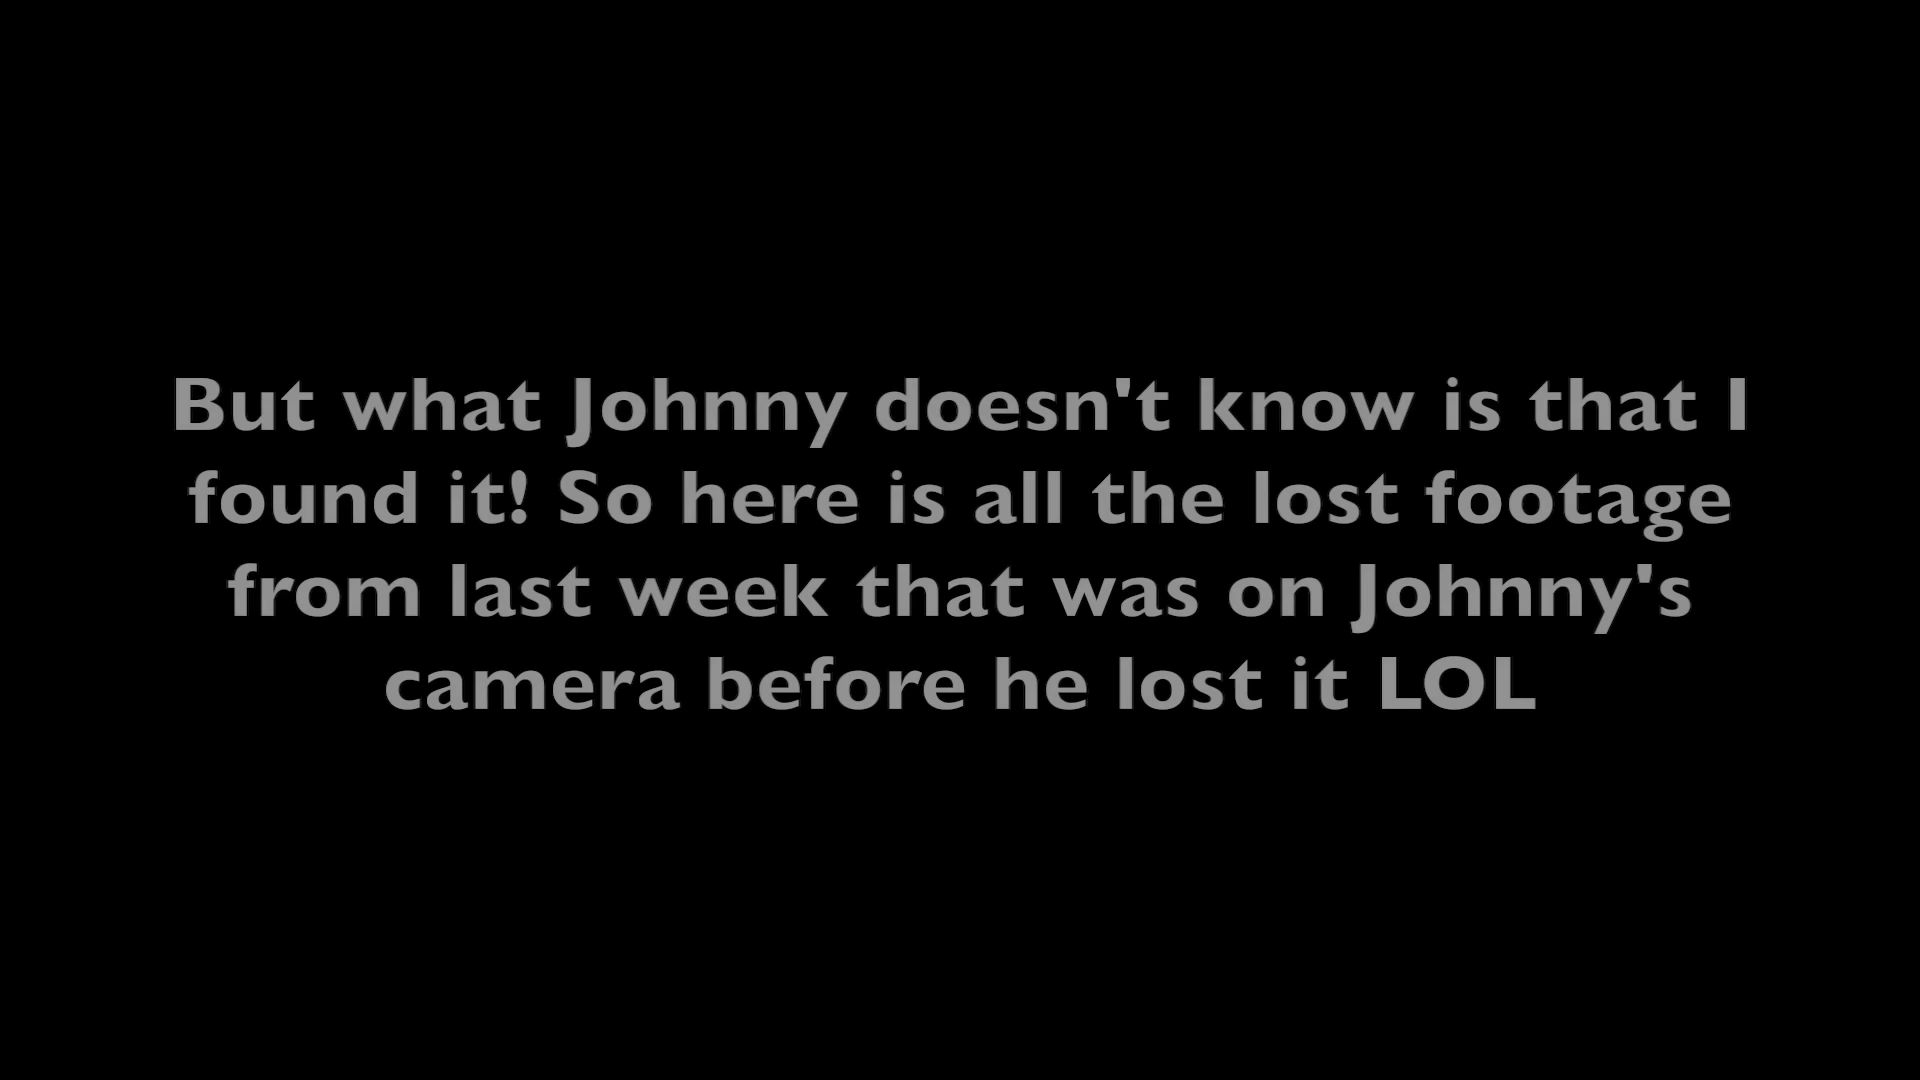 But what Johnny doesn't know is that I
found it! So here is all the lost footage
from last week that was on Johnny's
camera before he lost it LOL